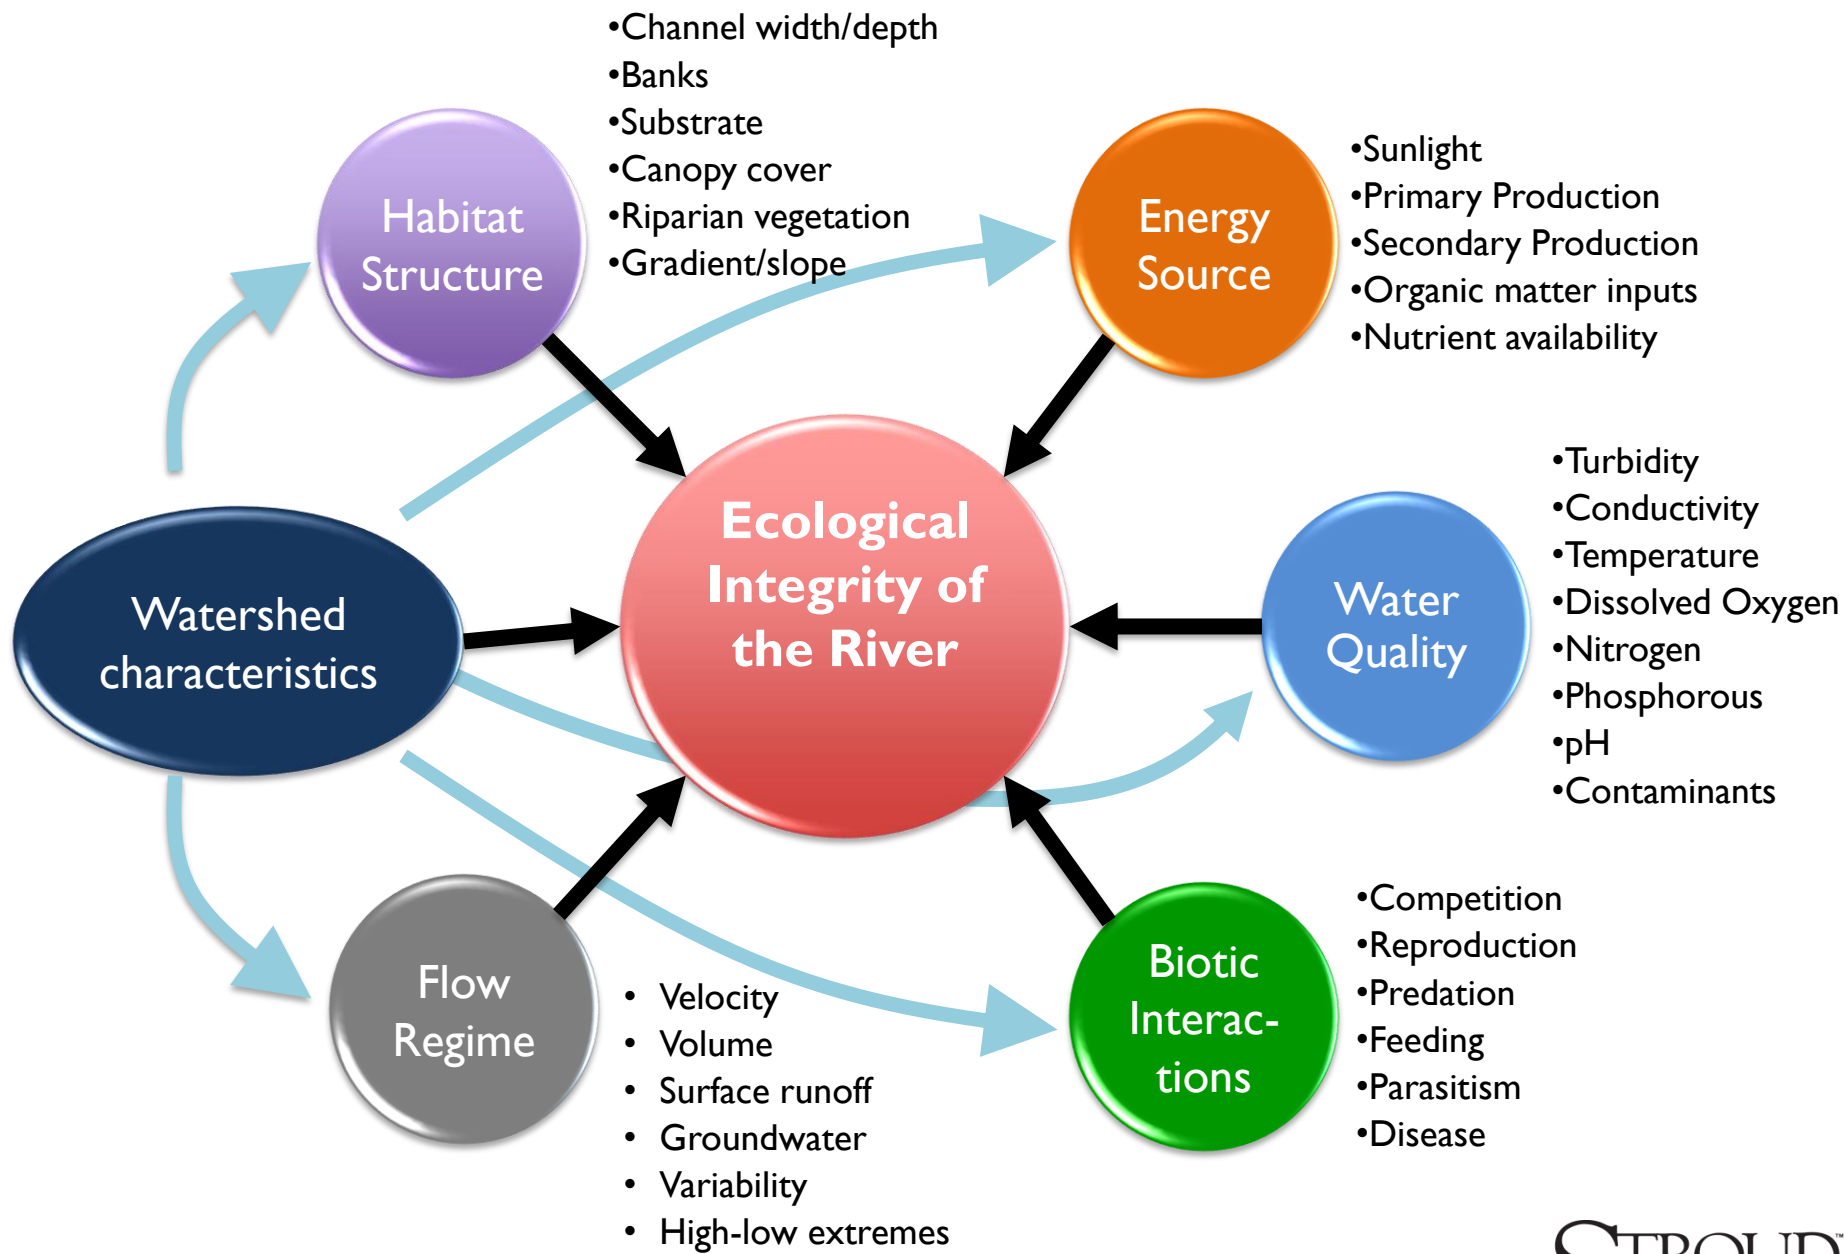 •Channel width/depth
•Banks
•Substrate
•Canopy cover
•Riparian vegetation
•Gradient/slope
Habitat
Structure
Energy
Source
•Sunlight
•Primary Production
•Secondary Production
•Organic matter inputs
•Nutrient availability
Ecological
Integrity of
the River
Watershed
characteristics
Water
Quality
•Turbidity
•Conductivity
•Temperature
•Dissolved Oxygen
•Nitrogen
•Phosphorous
•pH
•Contaminants
Flow
Regime
• Velocity
• Volume
• Surface runoff
• Groundwater
• Variability
• High-low extremes
Biotic
Interac-
tions
•Competition
•Reproduction
•Predation
•Feeding
•Parasitism
•Disease
STROUD™